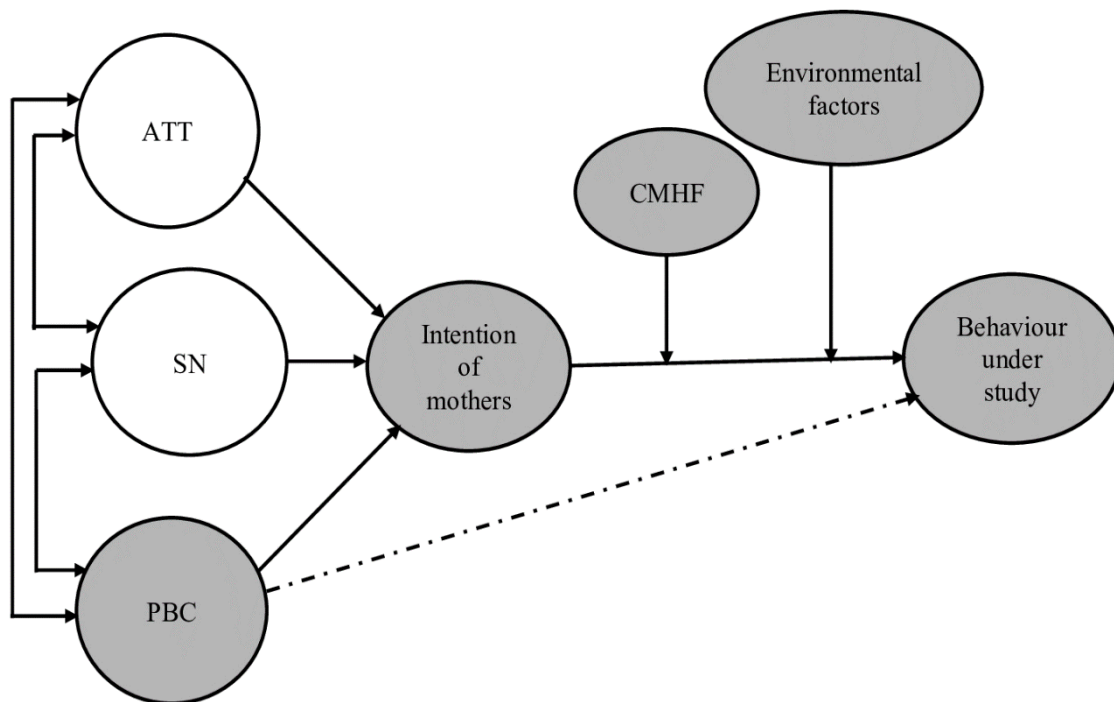 ATT
SN
PBC
Intention
of
mothers
CMHF
Environmental
factors
Behaviour
under
study